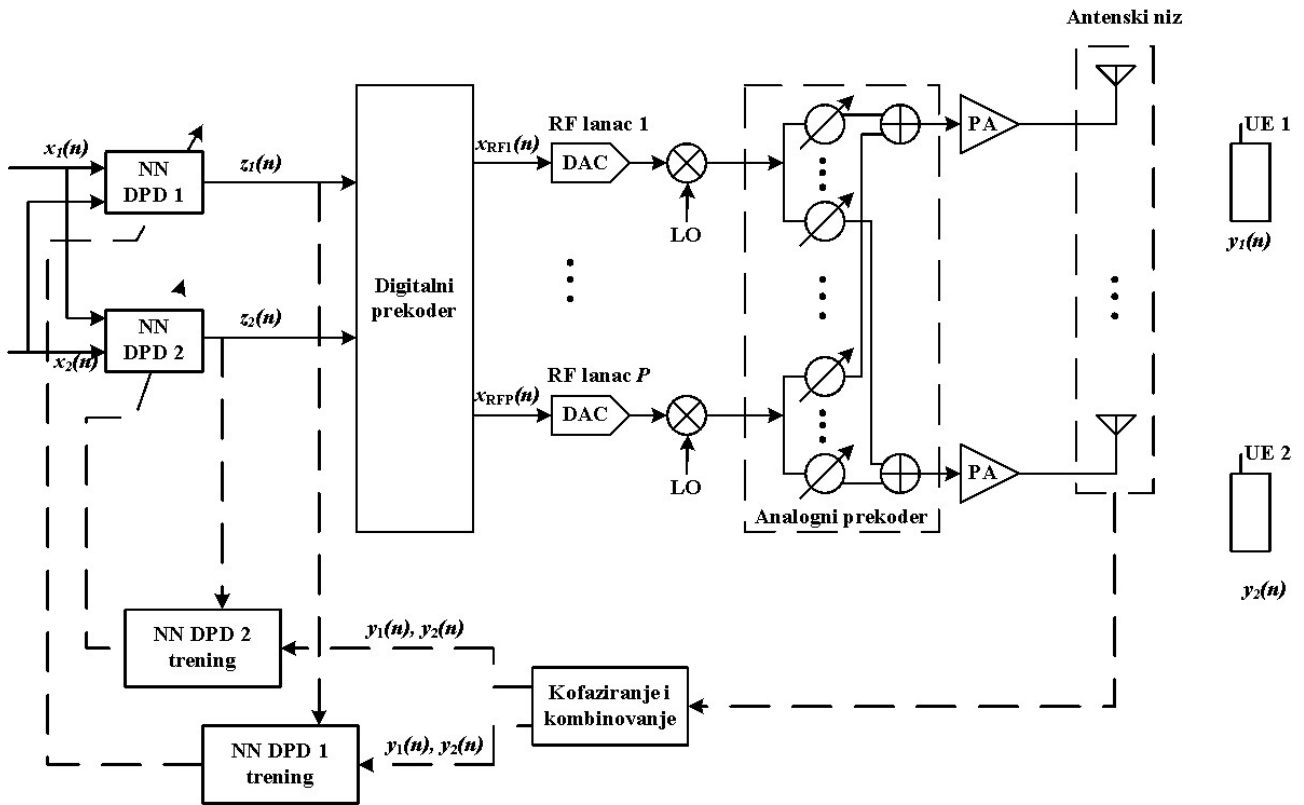 Antenski niz
x₁(n)
NN
DPD 1
z₁(n)
x_RF1(n)
RF lanac 1
DAC
LO
PA
UE 1
y₁(n)
Digitalni
prekoder
NN
DPD 2
x₂(n)
z₂(n)
x_RFP(n)
RF lanac P
DAC
LO
Analogni prekoder
PA
UE 2
y₂(n)
NN DPD 2
trening
y₁(n), y₂(n)
Kofaziranje i
kombinovanje
NN DPD 1
trening
y₁(n), y₂(n)